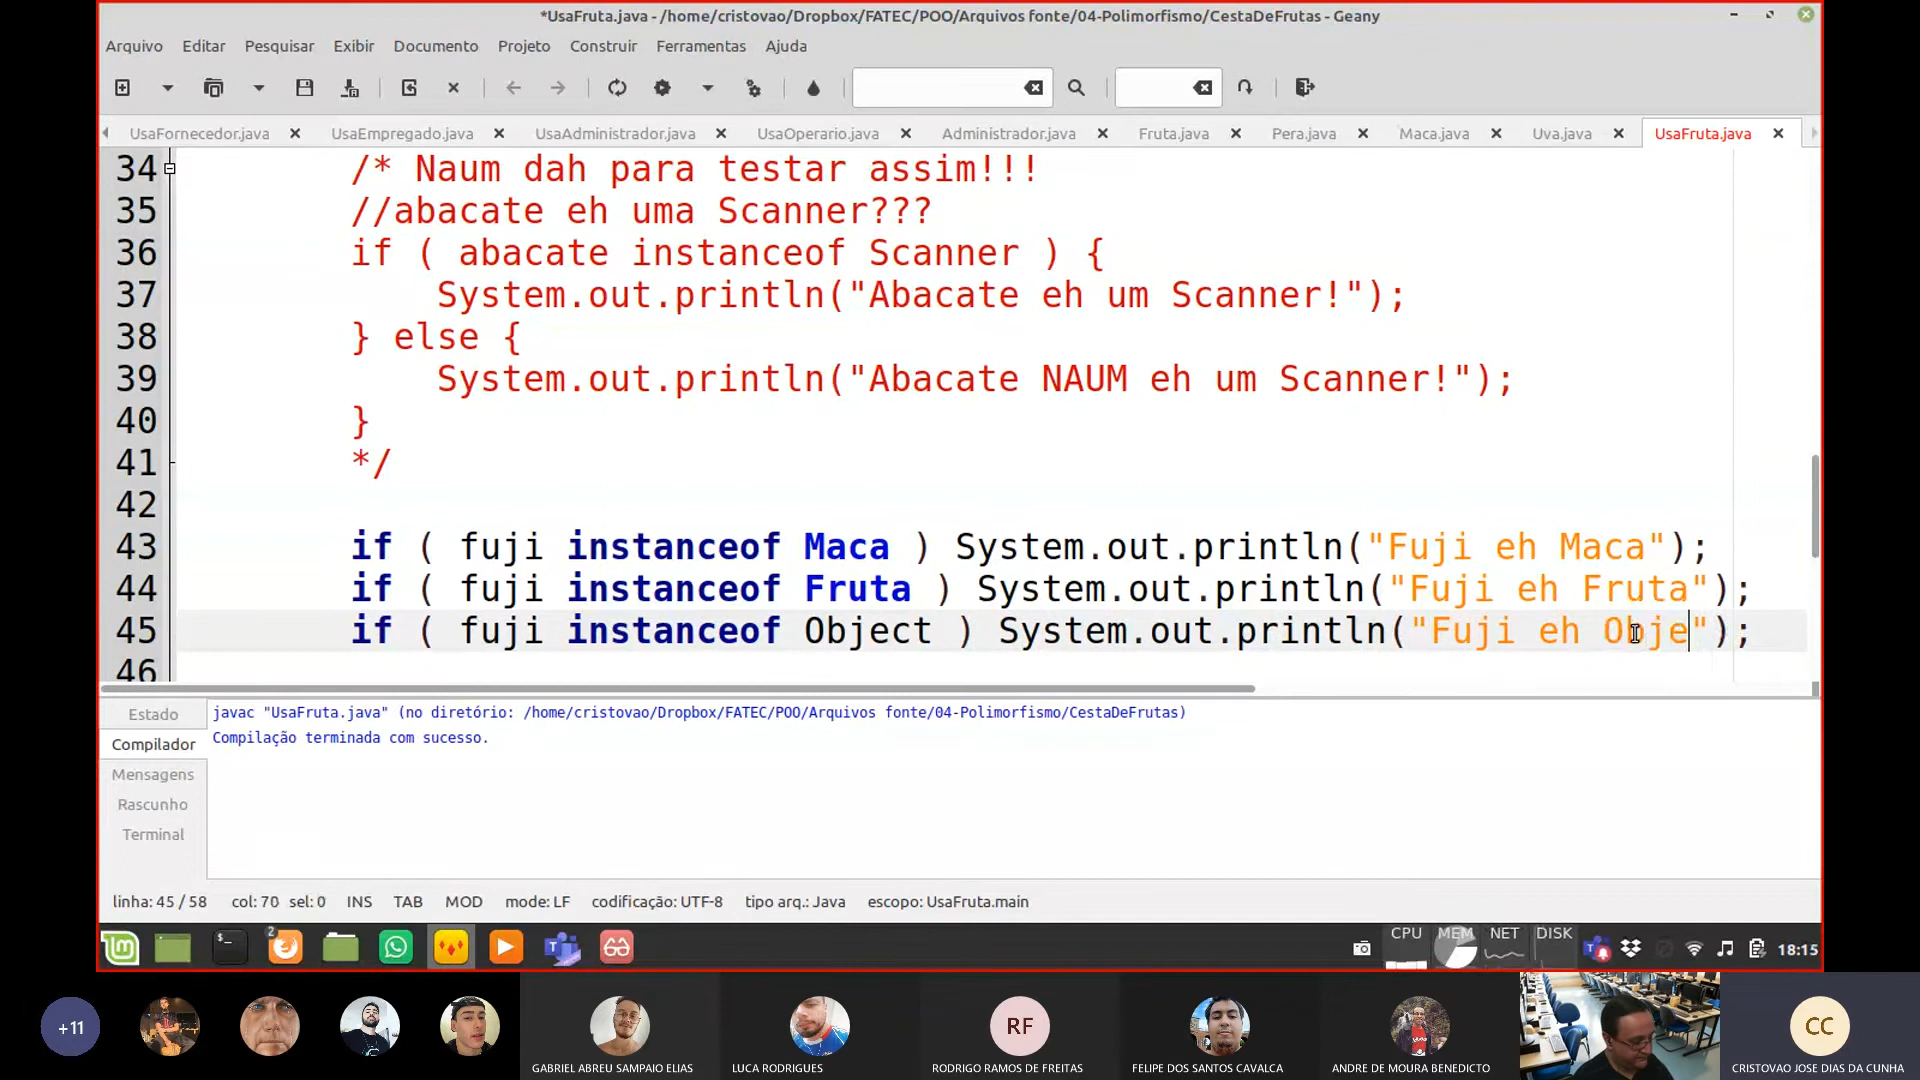 *UsaFruta.java - /home/cristovao/Dropbox/FATEC/POO/Arquivos fonte/04-Polimorfismo/CestaDeFrutas - Geany
Arquivo Editar Pesquisar Exibir Documento Projeto Construir Ferramentas Ajuda
UsaFornecedor.java UsaEmpregado.java UsaAdministrador.java UsaOperario.java Administrador.java Fruta.java Pera.java Maca.java Uva.java UsaFruta.java
34 /* Naum dah para testar assim!!!
35 //abacate eh uma Scanner???
36 if ( abacate instanceof Scanner ) {
37 System.out.println("Abacate eh um Scanner!");
38 } else {
39 System.out.println("Abacate NAUM eh um Scanner!");
40 }
41 */
42
43 if ( fuji instanceof Maca ) System.out.println("Fuji eh Maca");
44 if ( fuji instanceof Fruta ) System.out.println("Fuji eh Fruta");
45 if ( fuji instanceof Object ) System.out.println("Fuji eh Obje");
46
Estado
Compilador
Mensagens
Rascunho
Terminal
javac "UsaFruta.java" (no diretório: /home/cristovao/Dropbox/FATEC/POO/Arquivos fonte/04-Polimorfismo/CestaDeFrutas)
Compilação terminada com sucesso.
linha: 45 / 58 col: 70 sel: 0 INS TAB MOD mode: LF codificação: UTF-8 tipo arq.: Java escopo: UsaFruta.main
$_ 2 CPU MEM NET DISK 18:15
+11 RF CC
GABRIEL ABREU SAMPAIO ELIAS LUCA RODRIGUES RODRIGO RAMOS DE FREITAS FELIPE DOS SANTOS CAVALCA ANDRE DE MOURA BENEDICTO CRISTOVAO JOSE DIAS DA CUNHA